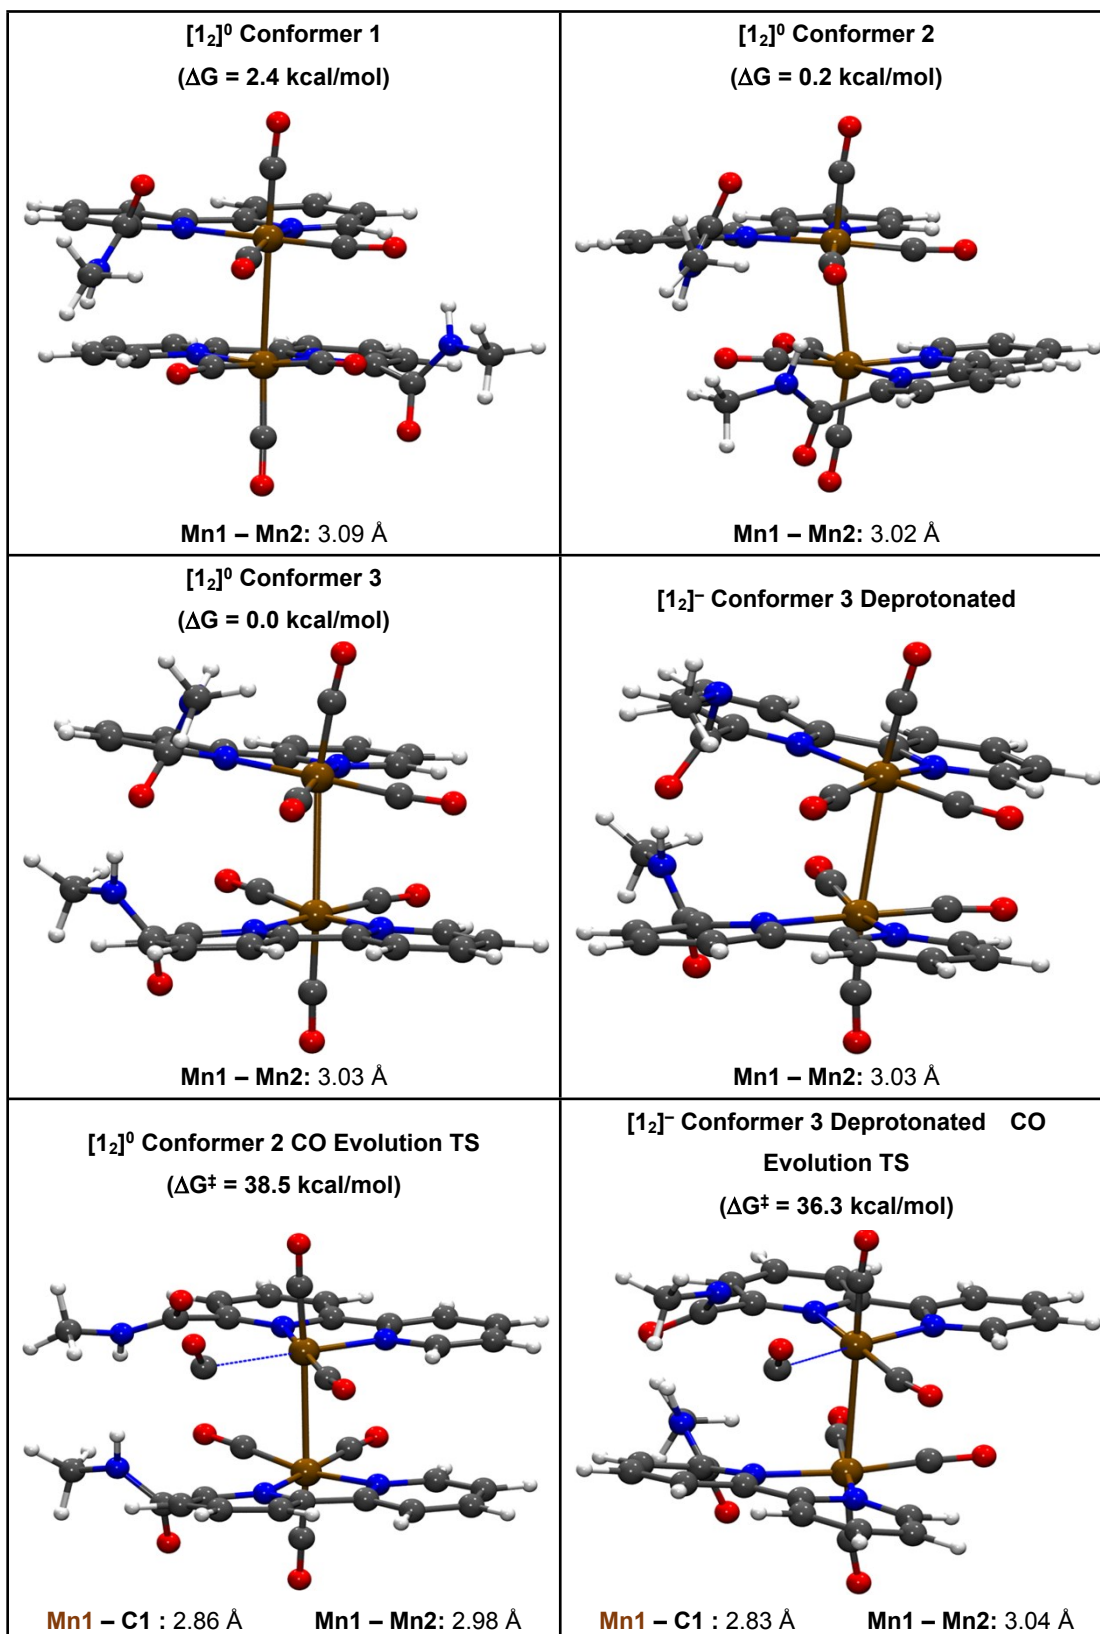 [1₂]⁰ Conformer 1
(ΔG = 2.4 kcal/mol)
Mn1 – Mn2: 3.09 Å
[1₂]⁰ Conformer 2
(ΔG = 0.2 kcal/mol)
Mn1 – Mn2: 3.02 Å
[1₂]⁰ Conformer 3
(ΔG = 0.0 kcal/mol)
Mn1 – Mn2: 3.03 Å
[1₂]⁻ Conformer 3 Deprotonated
Mn1 – Mn2: 3.03 Å
[1₂]⁰ Conformer 2 CO Evolution TS
(ΔG‡ = 38.5 kcal/mol)
Mn1 – C1 : 2.86 Å Mn1 – Mn2: 2.98 Å
[1₂]⁻ Conformer 3 Deprotonated CO
Evolution TS
(ΔG‡ = 36.3 kcal/mol)
Mn1 – C1 : 2.83 Å Mn1 – Mn2: 3.04 Å